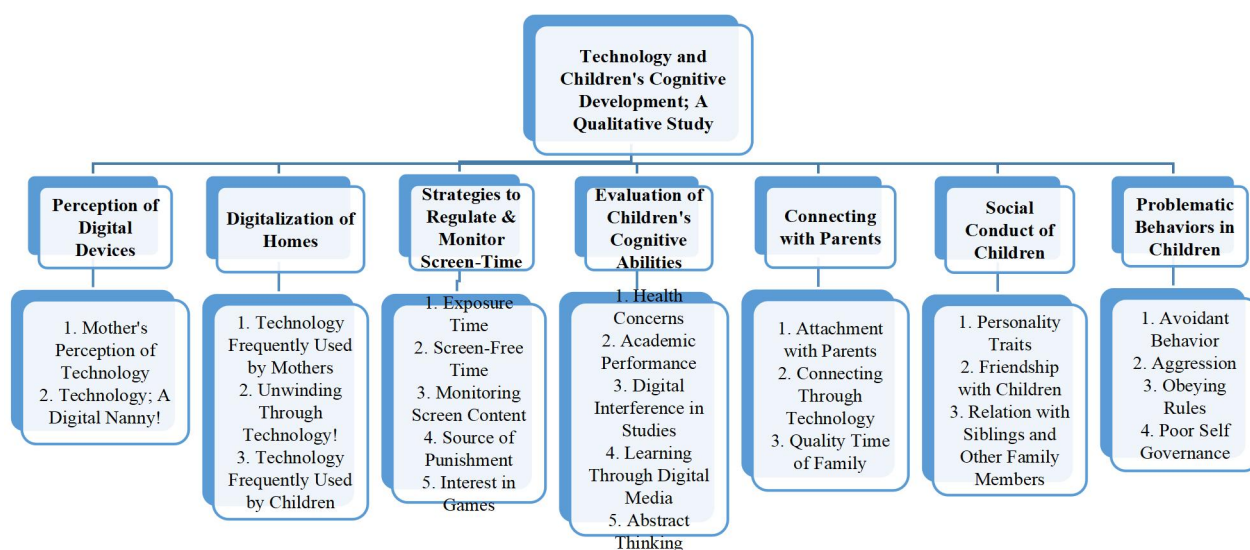 Technology and
Children's Cognitive
Development; A
Qualitative Study
Perception of
Digital
Devices
Digitalization of
Homes
Strategies to
Regulate &
Monitor
Screen-Time
Evaluation of
Children's
Cognitive
Abilities
Connecting
with Parents
Social
Conduct of
Children
Problematic
Behaviors in
Children
1. Mother's
Perception of
Technology
2. Technology; A
Digital Nanny!
1. Technology
Frequently Used
by Mothers
2. Unwinding
Through
Technology!
3. Technology
Frequently Used
by Children
1. Exposure
Time
2. Screen-Free
Time
3. Monitoring
Screen Content
4. Source of
Punishment
5. Interest in
Games
1. Health
Concerns
2. Academic
Performance
3. Digital
Interference in
Studies
4. Learning
Through Digital
Media
5. Abstract
Thinking
1. Attachment
with Parents
2. Connecting
Through
Technology
3. Quality Time
of Family
1. Personality
Traits
2. Friendship
with Children
3. Relation with
Siblings and
Other Family
Members
1. Avoidant
Behavior
2. Aggression
3. Obeying
Rules
4. Poor Self
Governance